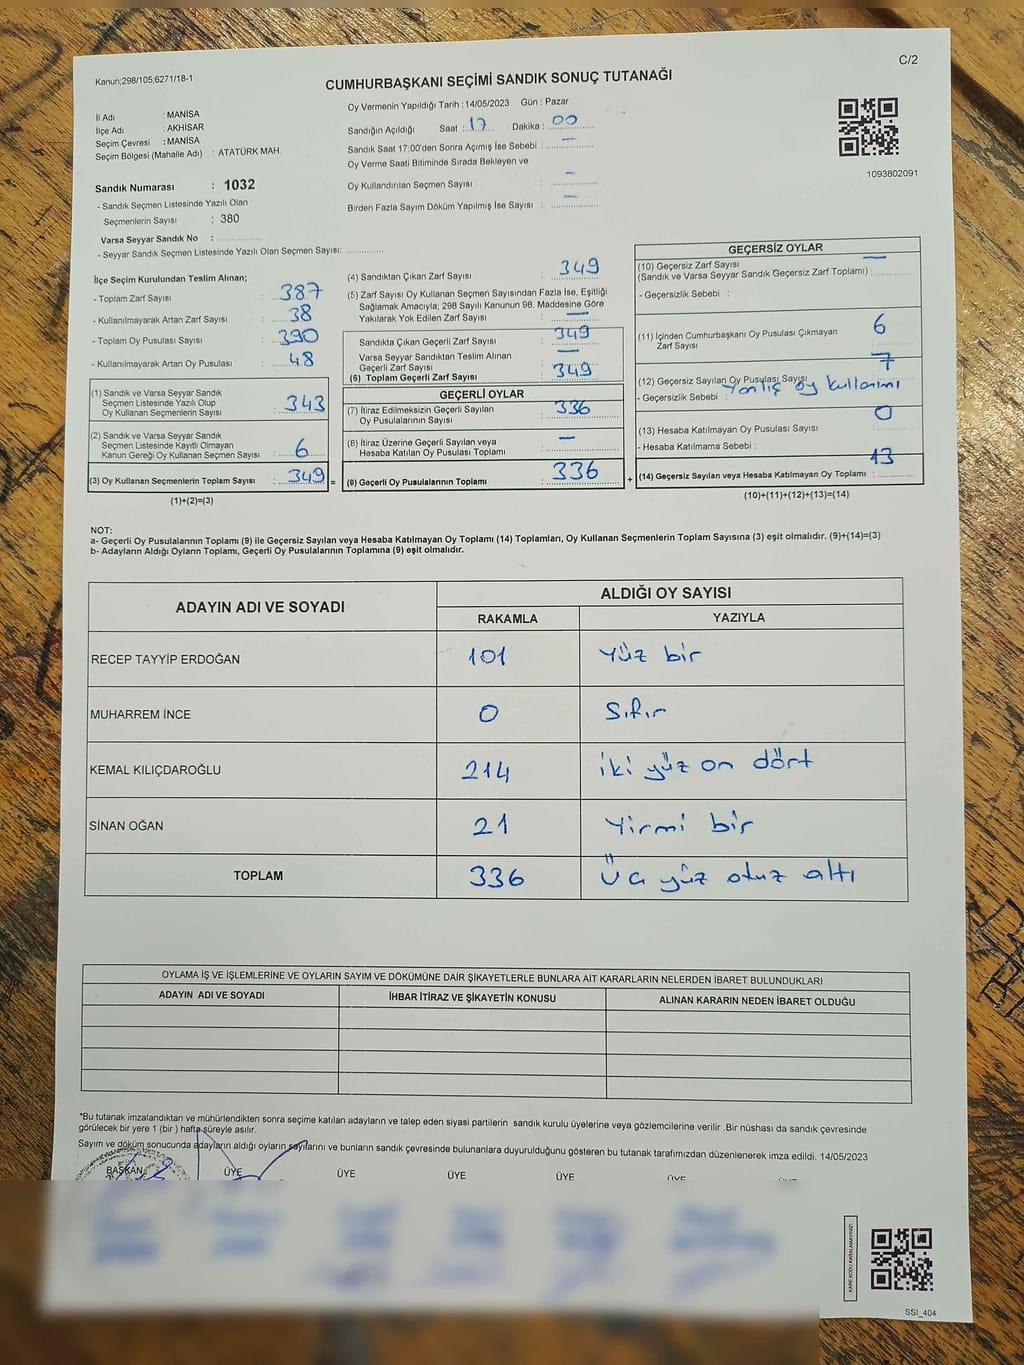 Kanun;298/105;6271/18-1
C/2
CUMHURBAŞKANI SEÇİMİ SANDIK SONUÇ TUTANAĞI
İl Adı : MANİSA
İlçe Adı : AKHİSAR
Seçim Çevresi : MANİSA
Seçim Bölgesi (Mahalle Adı) : ATATÜRK MAH.
Sandık Numarası : 1032
- Sandık Seçmen Listesinde Yazılı Olan
Seçmenlerin Sayısı : 380
Varsa Seyyar Sandık No :
- Seyyar Sandık Seçmen Listesinde Yazılı Olan Seçmen Sayısı:
Oy Vermenin Yapıldığı Tarih :14/05/2023 Gün : Pazar
Sandığın Açıldığı Saat : 17 Dakika : 00
Sandık Saat 17:00'den Sonra Açımış İse Sebebi : —
Oy Verme Saati Bitiminde Sırada Bekleyen ve
Oy Kullandırılan Seçmen Sayısı : —
Birden Fazla Sayım Döküm Yapılmış İse Sayısı : —
1093802091
İlçe Seçim Kurulundan Teslim Alınan;
- Toplam Zarf Sayısı : 387
- Kullanılmayarak Artan Zarf Sayısı : 38
- Toplam Oy Pusulası Sayısı : 390
- Kullanılmayarak Artan Oy Pusulası : 48
(1) Sandık ve Varsa Seyyar Sandık
Seçmen Listesinde Yazılı Olup
Oy Kullanan Seçmenlerin Sayısı : 343
(2) Sandık ve Varsa Seyyar Sandık
Seçmen Listesinde Kayıtlı Olmayan
Kanun Gereği Oy Kullanan Seçmen Sayısı : 6
(3) Oy Kullanan Seçmenlerin Toplam Sayısı : 349 =
(1)+(2)=(3)
(4) Sandıktan Çıkan Zarf Sayısı : 349
(5) Zarf Sayısı Oy Kullanan Seçmen Sayısından Fazla İse, Eşitliği
Sağlamak Amacıyla; 298 Sayılı Kanunun 98. Maddesine Göre
Yakılarak Yok Edilen Zarf Sayısı : —
Sandıkta Çıkan Geçerli Zarf Sayısı : 349
Varsa Seyyar Sandıktan Teslim Alınan
Geçerli Zarf Sayısı : —
(6) Toplam Geçerli Zarf Sayısı : 349
GEÇERLİ OYLAR
(7) İtiraz Edilmeksizin Geçerli Sayılan
Oy Pusulalarının Sayısı : 336
(8) İtiraz Üzerine Geçerli Sayılan veya
Hesaba Katılan Oy Pusulası Toplamı : —
(9) Geçerli Oy Pusulalarının Toplamı : 336 +
GEÇERSİZ OYLAR
(10) Geçersiz Zarf Sayısı
(Sandık ve Varsa Seyyar Sandık Geçersiz Zarf Toplamı) : —
- Geçersizlik Sebebi :
(11) İçinden Cumhurbaşkanı Oy Pusulası Çıkmayan
Zarf Sayısı : 6
(12) Geçersiz Sayılan Oy Pusulası Sayısı : 7
- Geçersizlik Sebebi : Yanlış oy kullanımı
(13) Hesaba Katılmayan Oy Pusulası Sayısı : 0
- Hesaba Katılmama Sebebi :
(14) Geçersiz Sayılan veya Hesaba Katılmayan Oy Toplamı : 13
(10)+(11)+(12)+(13)=(14)
NOT:
a- Geçerli Oy Pusulalarının Toplamı (9) ile Geçersiz Sayılan veya Hesaba Katılmayan Oy Toplamı (14) Toplamları, Oy Kullanan Seçmenlerin Toplam Sayısına (3) eşit olmalıdır. (9)+(14)=(3)
b- Adayların Aldığı Oyların Toplamı, Geçerli Oy Pusulalarının Toplamına (9) eşit olmalıdır.
ADAYIN ADI VE SOYADI ALDIĞI OY SAYISI
RAKAMLA YAZIYLA
RECEP TAYYİP ERDOĞAN 101 Yüz bir
MUHARREM İNCE 0 Sıfır
KEMAL KILIÇDAROĞLU 214 iki yüz on dört
SİNAN OĞAN 21 Yirmi bir
TOPLAM 336 Üç yüz otuz altı
OYLAMA İŞ VE İŞLEMLERİNE VE OYLARIN SAYIM VE DÖKÜMÜNE DAİR ŞİKAYETLERLE BUNLARA AİT KARARLARIN NELERDEN İBARET BULUNDUKLARI
ADAYIN ADI VE SOYADI İHBAR İTİRAZ VE ŞİKAYETİN KONUSU ALINAN KARARIN NEDEN İBARET OLDUĞU
*Bu tutanak imzalandıktan ve mühürlendikten sonra seçime katılan adayların ve talep eden siyasi partilerin sandık kurulu üyelerine veya gözlemcilerine verilir .Bir nüshası da sandık çevresinde
görülecek bir yere 1 (bir ) hafta süreyle asılır.
Sayım ve döküm sonucunda adayların aldığı oyların sayılarını ve bunların sandık çevresinde bulunanlara duyurulduğunu gösteren bu tutanak tarafımızdan düzenlenerek imza edildi. 14/05/2023
BAŞKAN ÜYE ÜYE ÜYE ÜYE ÜYE
KARE KODU KARALAMAYINIZ!
SSI_404